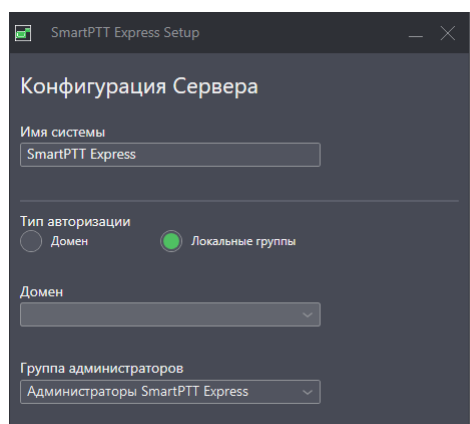 SmartPTT Express Setup
Конфигурация Сервера
Имя системы
SmartPTT Express
Тип авторизации
Домен Локальные группы
Домен
Группа администраторов
Администраторы SmartPTT Express